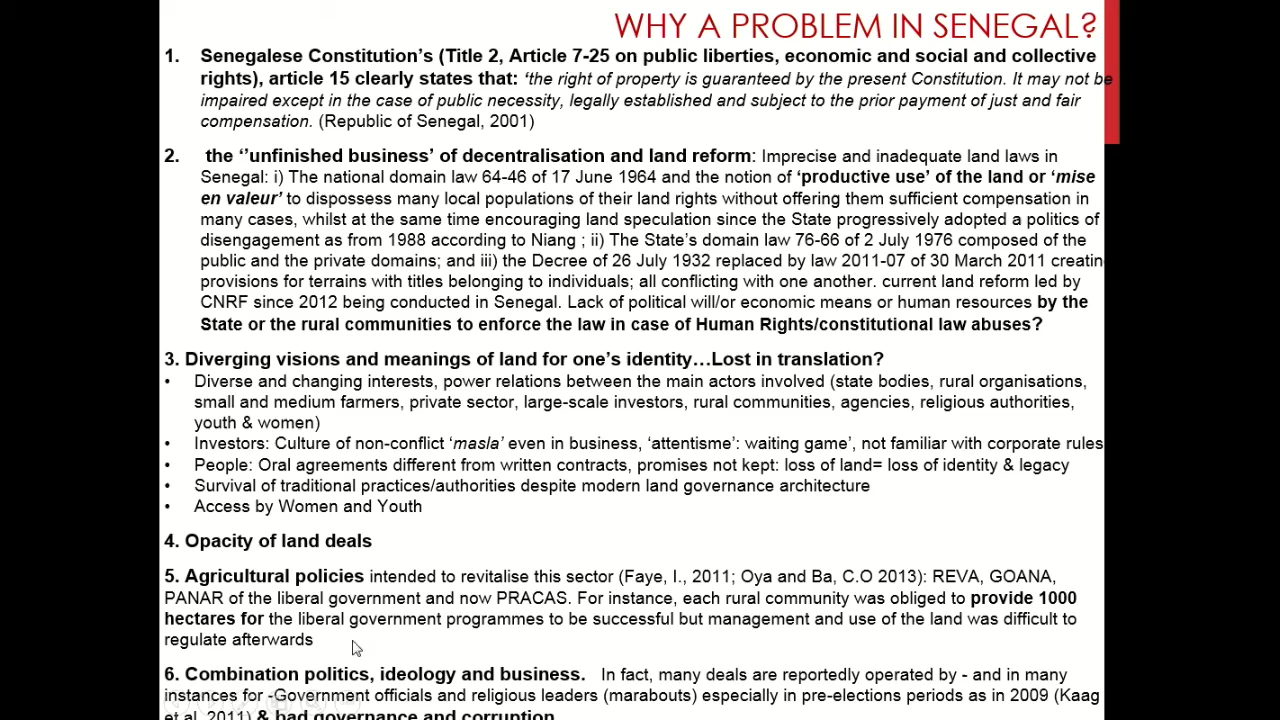 WHY A PROBLEM IN SENEGAL?
1. Senegalese Constitution's (Title 2, Article 7-25 on public liberties, economic and social and collective
rights), article 15 clearly states that: 'the right of property is guaranteed by the present Constitution. It may not be
impaired except in the case of public necessity, legally established and subject to the prior payment of just and fair
compensation. (Republic of Senegal, 2001)
2. the ‘’unfinished business’ of decentralisation and land reform: Imprecise and inadequate land laws in
Senegal: i) The national domain law 64-46 of 17 June 1964 and the notion of ‘productive use’ of the land or ‘mise
en valeur’ to dispossess many local populations of their land rights without offering them sufficient compensation in
many cases, whilst at the same time encouraging land speculation since the State progressively adopted a politics of
disengagement as from 1988 according to Niang ; ii) The State’s domain law 76-66 of 2 July 1976 composed of the
public and the private domains; and iii) the Decree of 26 July 1932 replaced by law 2011-07 of 30 March 2011 creatin
provisions for terrains with titles belonging to individuals; all conflicting with one another. current land reform led by
CNRF since 2012 being conducted in Senegal. Lack of political will/or economic means or human resources by the
State or the rural communities to enforce the law in case of Human Rights/constitutional law abuses?
3. Diverging visions and meanings of land for one’s identity…Lost in translation?
• Diverse and changing interests, power relations between the main actors involved (state bodies, rural organisations,
small and medium farmers, private sector, large-scale investors, rural communities, agencies, religious authorities,
youth & women)
• Investors: Culture of non-conflict ‘masla’ even in business, ‘attentisme’: waiting game’, not familiar with corporate rules
• People: Oral agreements different from written contracts, promises not kept: loss of land= loss of identity & legacy
• Survival of traditional practices/authorities despite modern land governance architecture
• Access by Women and Youth
4. Opacity of land deals
5. Agricultural policies intended to revitalise this sector (Faye, I., 2011; Oya and Ba, C.O 2013): REVA, GOANA,
PANAR of the liberal government and now PRACAS. For instance, each rural community was obliged to provide 1000
hectares for the liberal government programmes to be successful but management and use of the land was difficult to
regulate afterwards
6. Combination politics, ideology and business. In fact, many deals are reportedly operated by - and in many
instances for -Government officials and religious leaders (marabouts) especially in pre-elections periods as in 2009 (Kaag
et al, 2011) & bad governance and corruption